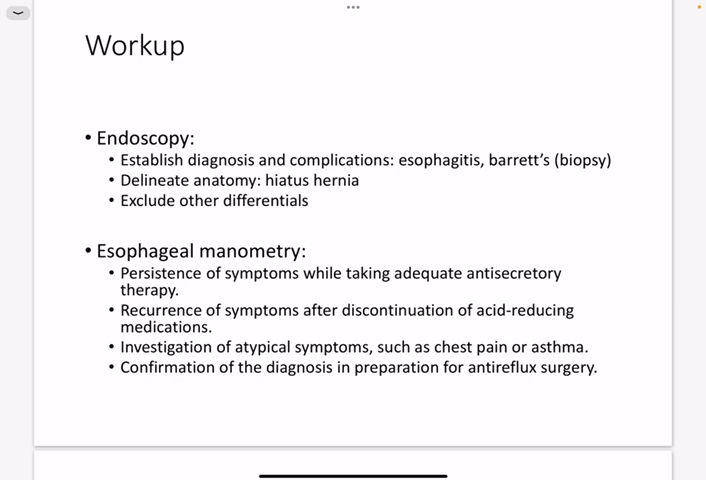 Workup
• Endoscopy:
• Establish diagnosis and complications: esophagitis, barrett's (biopsy)
• Delineate anatomy: hiatus hernia
• Exclude other differentials
• Esophageal manometry:
• Persistence of symptoms while taking adequate antisecretory
therapy.
• Recurrence of symptoms after discontinuation of acid-reducing
medications.
• Investigation of atypical symptoms, such as chest pain or asthma.
• Confirmation of the diagnosis in preparation for antireflux surgery.